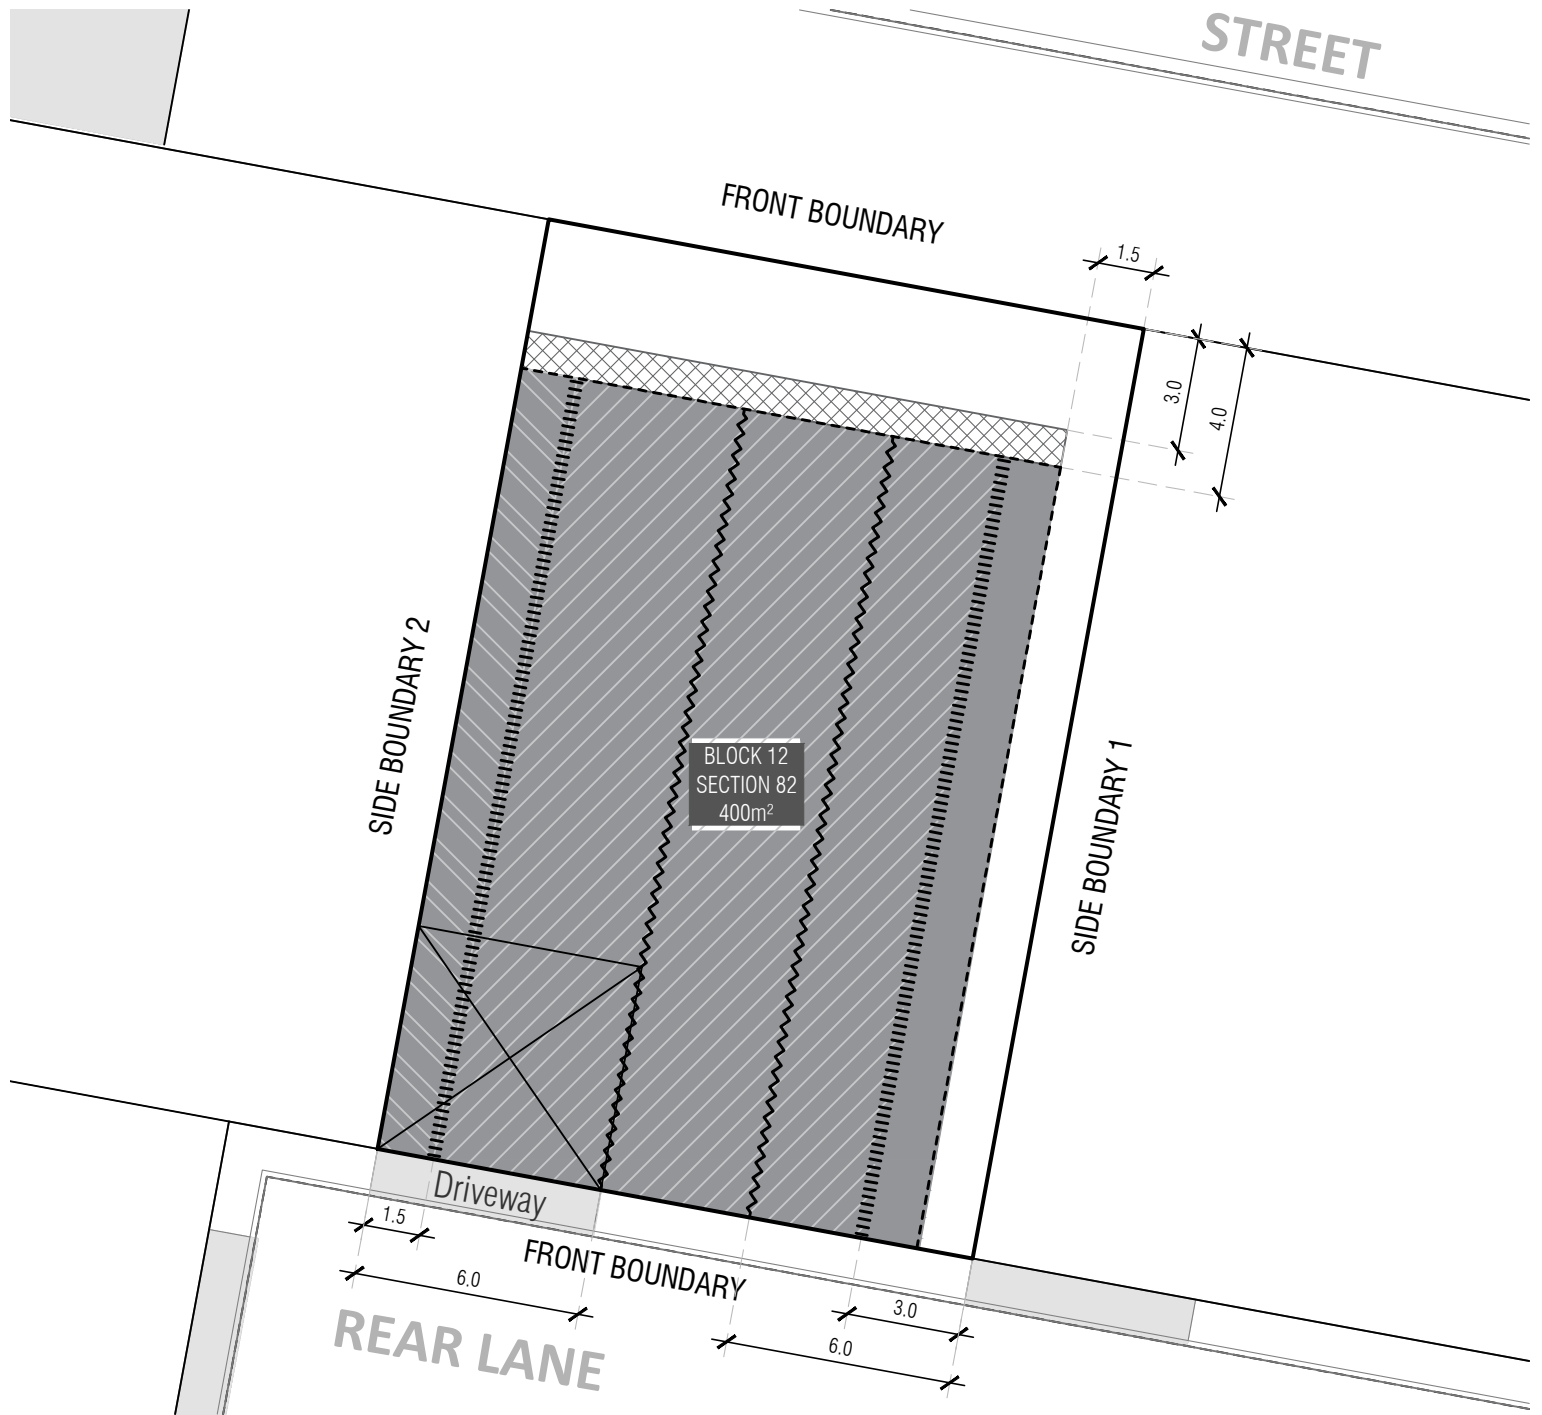 STREET
FRONT BOUNDARY
1.5
3.0
4.0
SIDE BOUNDARY 2
BLOCK 12
SECTION 82
400m²
SIDE BOUNDARY 1
Driveway
1.5
FRONT BOUNDARY
6.0
3.0
6.0
REAR LANE